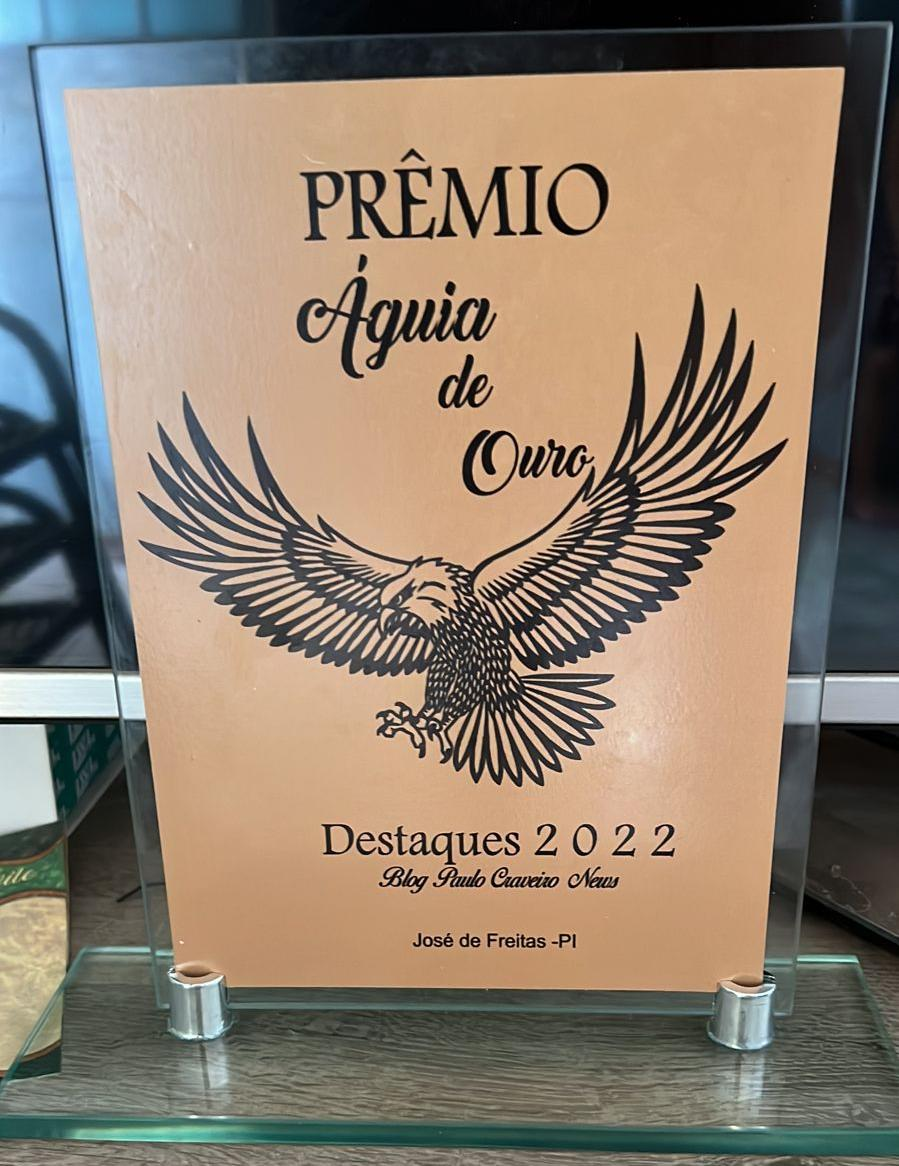 PRÊMIO
Águia
de
Ouro
Destaques 2 0 2 2
Blog Paulo Craveiro News
José de Freitas -PI